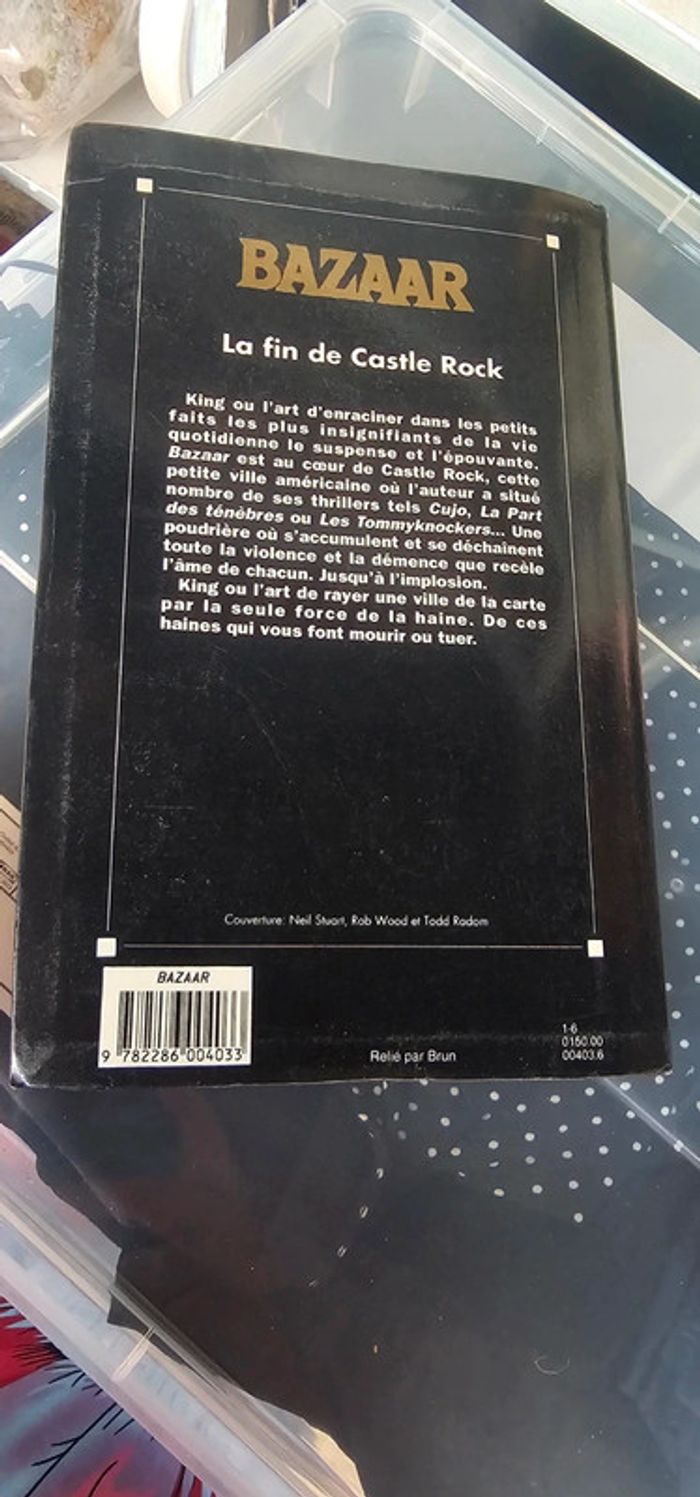 BAZAAR
La fin de Castle Rock
King ou l'art d'enraciner dans les petits
faits les plus insignifiants de la vie
quotidienne le suspense et l'épouvante.
Bazaar est au cœur de Castle Rock, cette
petite ville américaine où l'auteur a situé
nombre de ses thrillers tels Cujo, La Part
des ténèbres ou Les Tommyknockers... Une
poudrière où s'accumulent et se déchaînent
toute la violence et la démence que recèle
l'âme de chacun. Jusqu'à l'implosion.
King ou l'art de rayer une ville de la carte
par la seule force de la haine. De ces
haines qui vous font mourir ou tuer.
Couverture: Neil Stuart, Rob Wood et Todd Radom
BAZAAR
9 782286 004033
Relié par Brun
1-6
0150.00
00403.6